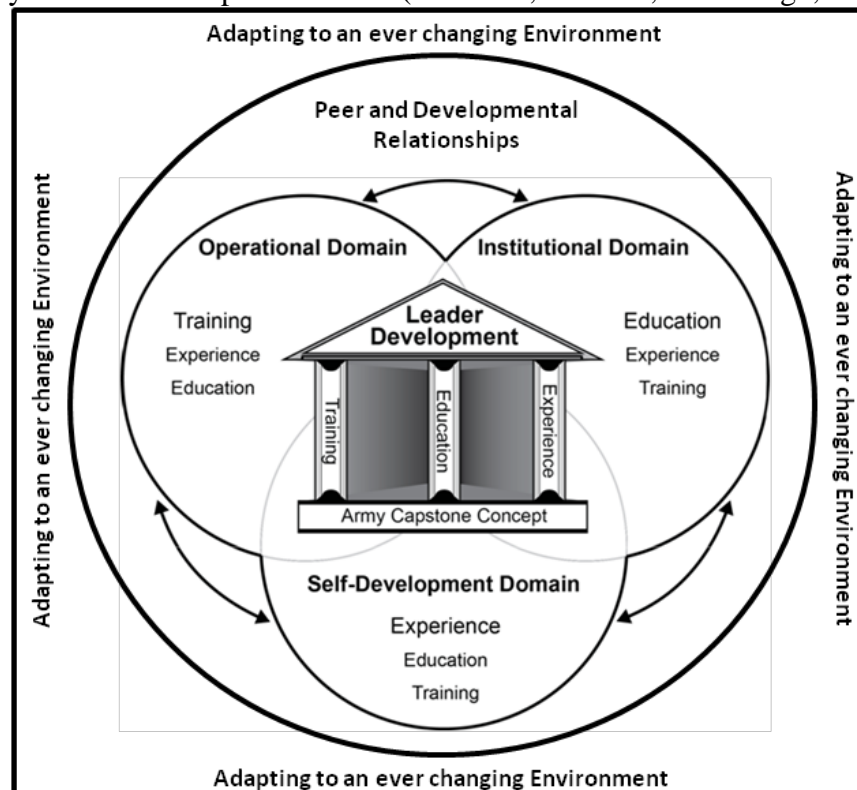 Adapting to an ever changing Environment
Peer and Developmental
Relationships
Adapting to an ever changing Environment
Adapting to an ever changing Environment
Operational Domain
Institutional Domain
Training
Experience
Education
Leader
Development
Education
Experience
Training
Training
Education
Experience
Army Capstone Concept
Self-Development Domain
Experience
Education
Training
Adapting to an ever changing Environment